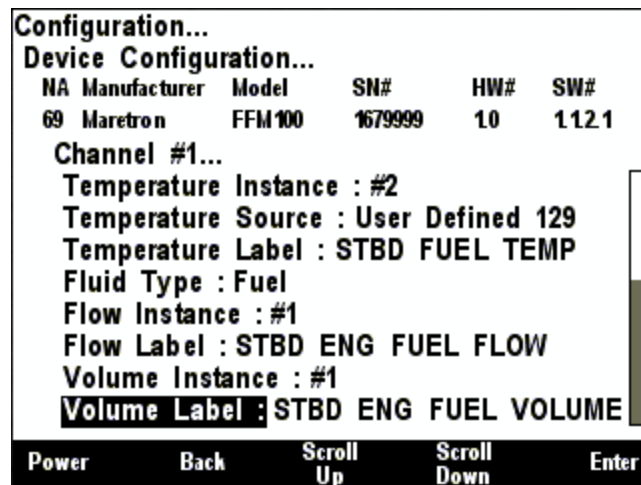 Configuration...
Device Configuration...
NA Manufacturer Model SN# HW# SW#
69 Maretron FFM100 1679999 1.0 1.1.2.1
Channel #1...
Temperature Instance : #2
Temperature Source : User Defined 129
Temperature Label : STBD FUEL TEMP
Fluid Type : Fuel
Flow Instance : #1
Flow Label : STBD ENG FUEL FLOW
Volume Instance : #1
Volume Label : STBD ENG FUEL VOLUME
Power Back Scroll Up Scroll Down Enter